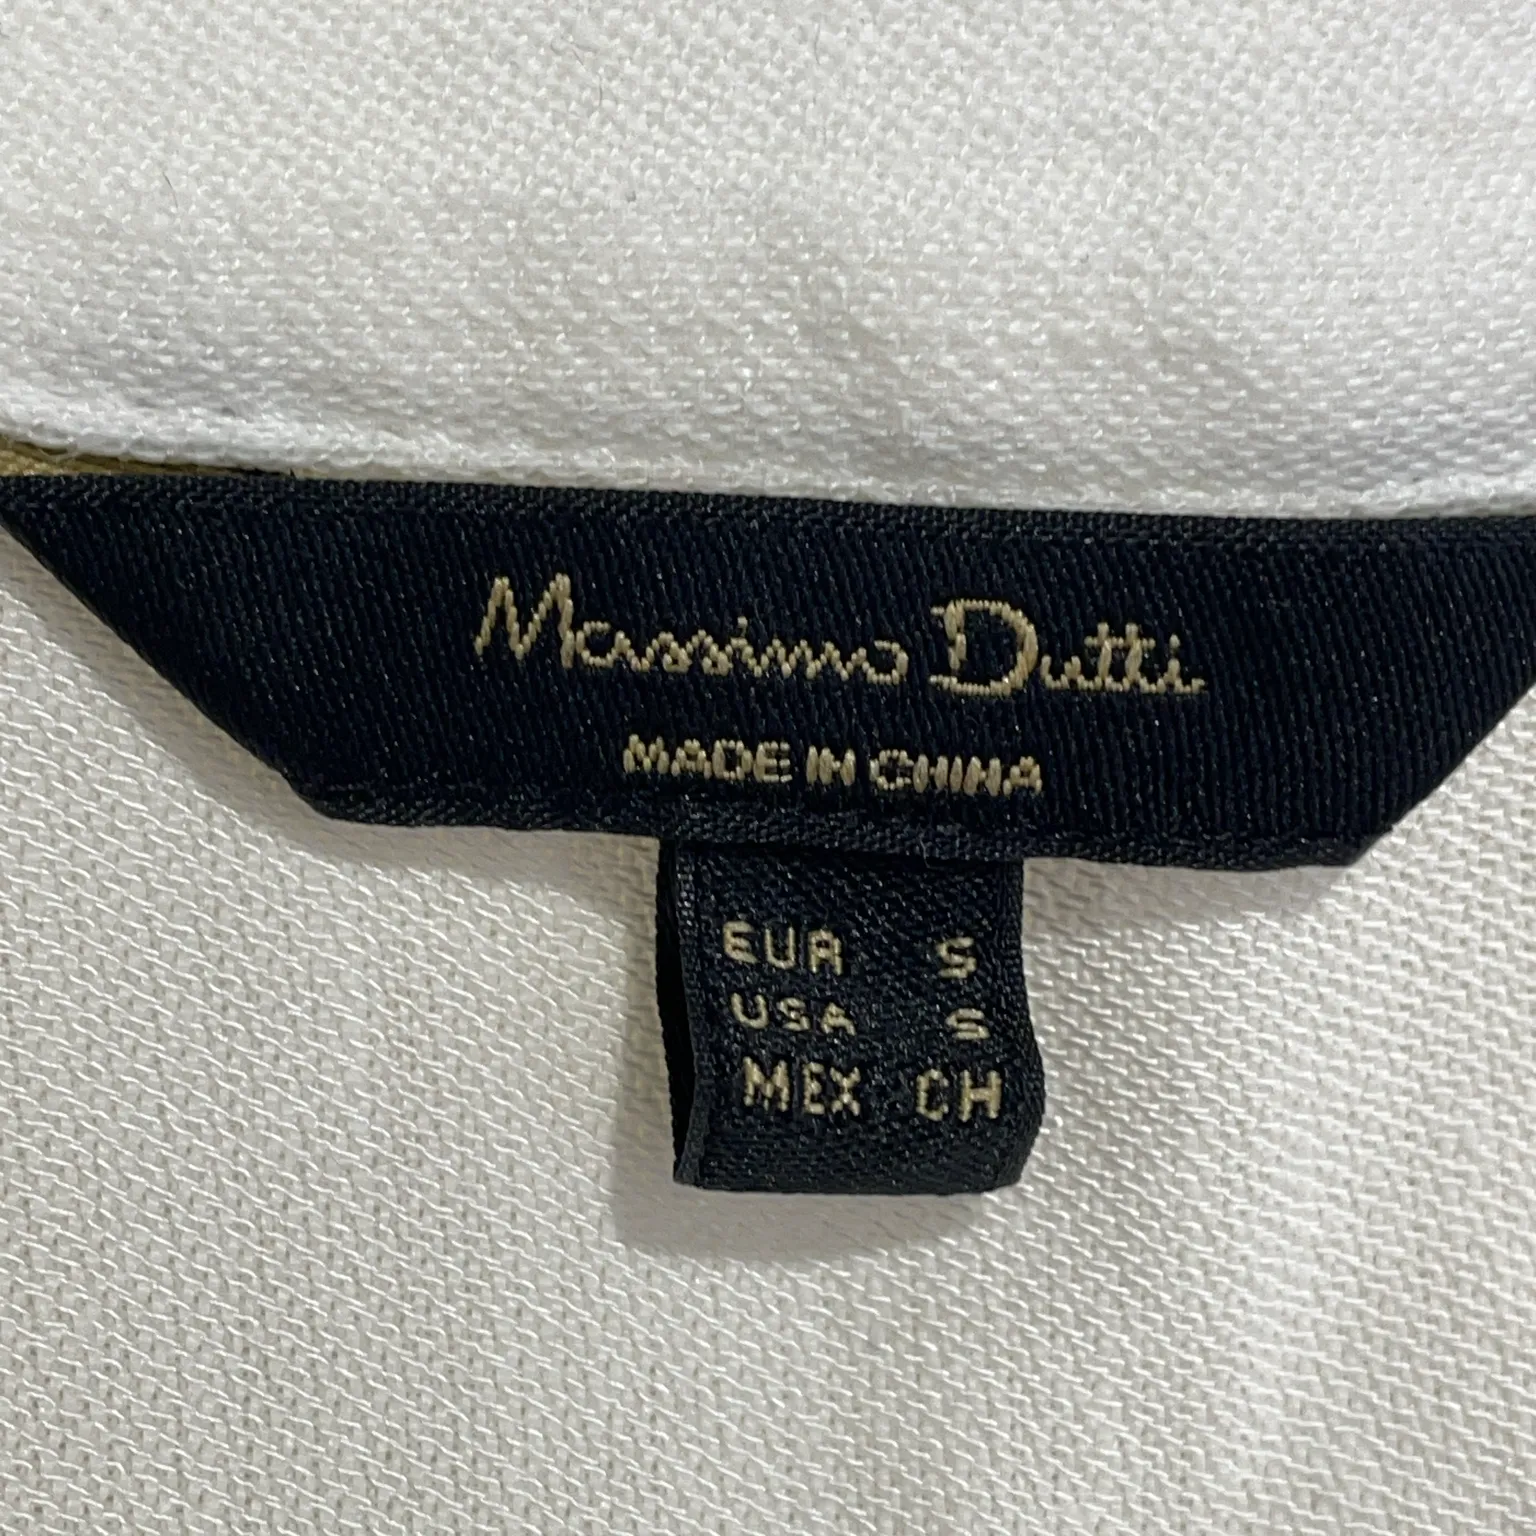 Massimo Dutti
MADE IN CHINA
EUR S
USA S
MEX CH